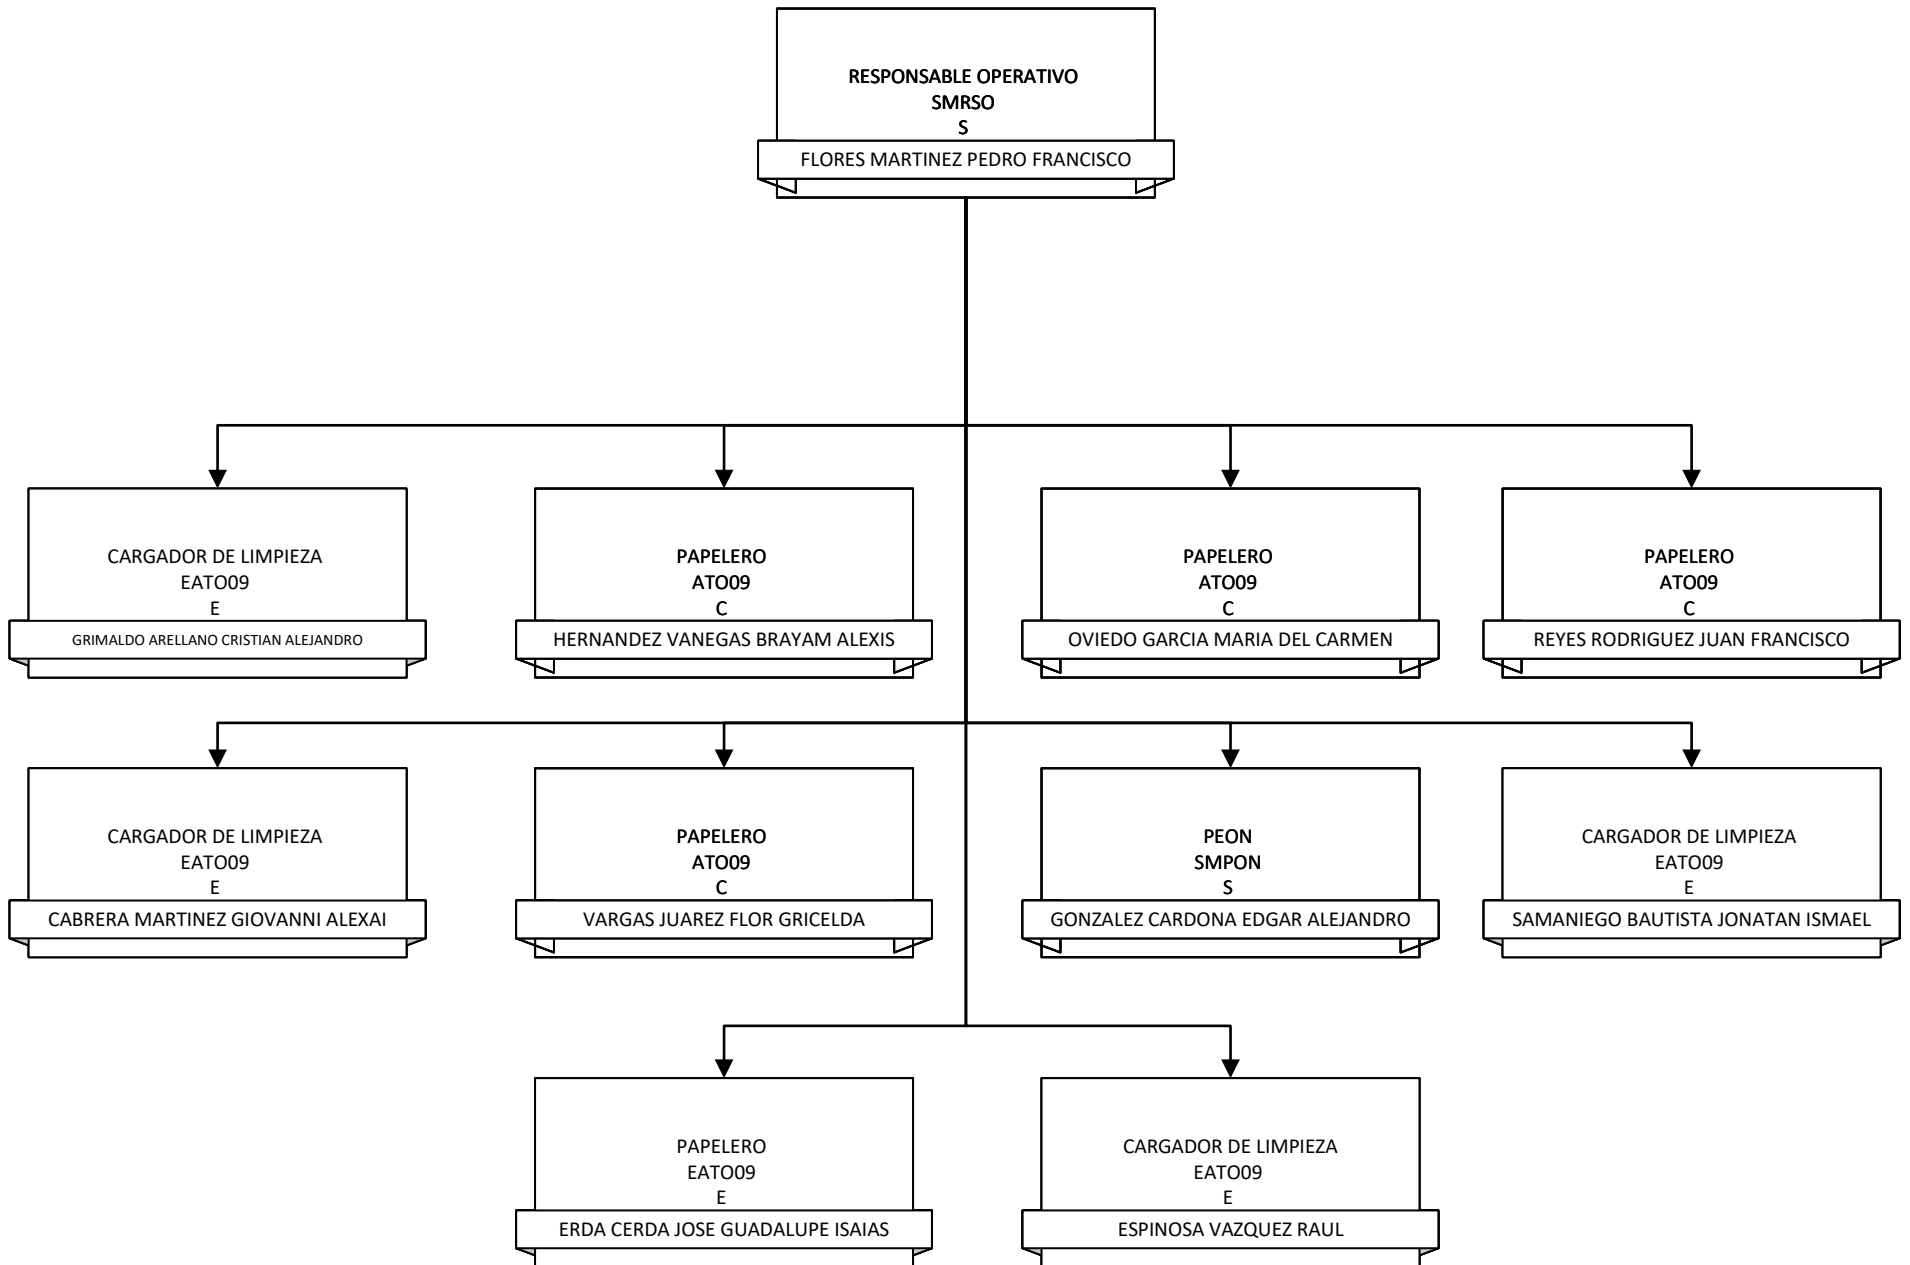 RESPONSABLE OPERATIVO
SMRSO
S
FLORES MARTINEZ PEDRO FRANCISCO
CARGADOR DE LIMPIEZA
EATO09
E
GRIMALDO ARELLANO CRISTIAN ALEJANDRO
PAPELERO
ATO09
C
HERNANDEZ VANEGAS BRAYAM ALEXIS
PAPELERO
ATO09
C
OVIEDO GARCIA MARIA DEL CARMEN
PAPELERO
ATO09
C
REYES RODRIGUEZ JUAN FRANCISCO
CARGADOR DE LIMPIEZA
EATO09
E
CABRERA MARTINEZ GIOVANNI ALEXAI
PAPELERO
ATO09
C
VARGAS JUAREZ FLOR GRICELDA
PEON
SMPON
S
GONZALEZ CARDONA EDGAR ALEJANDRO
CARGADOR DE LIMPIEZA
EATO09
E
SAMANIEGO BAUTISTA JONATAN ISMAEL
PAPELERO
EATO09
E
ERDA CERDA JOSE GUADALUPE ISAIAS
CARGADOR DE LIMPIEZA
EATO09
E
ESPINOSA VAZQUEZ RAUL